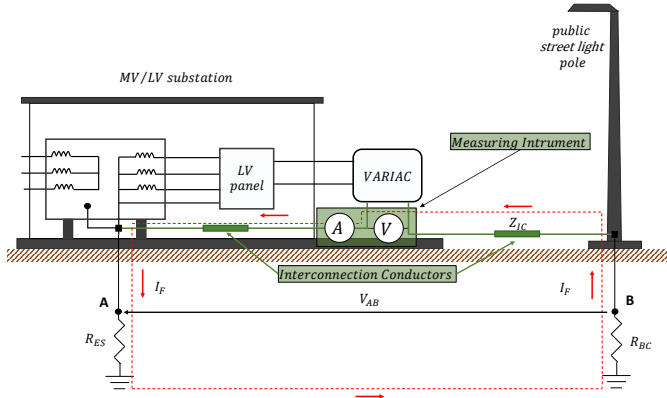 public
street light
pole
MV/LV substation
Measuring Intrument
LV
panel
VARIAC
A
V
Z_IC
Interconnection Conductors
I_F
I_F
A
V_AB
B
R_ES
R_BC